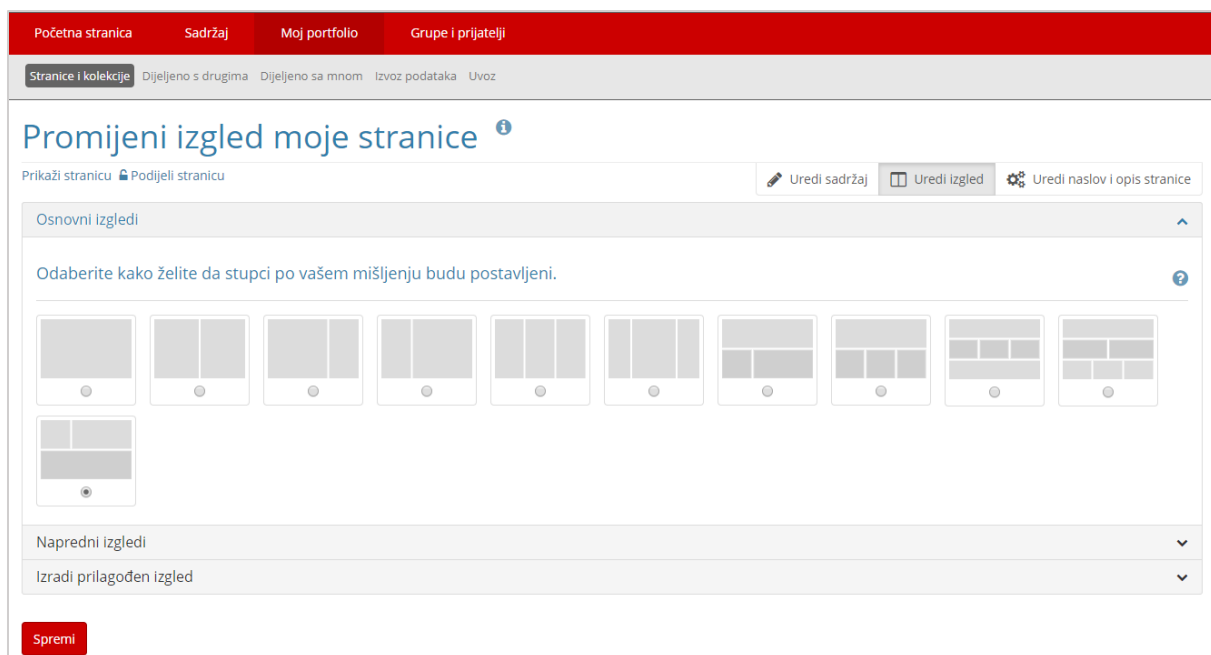 Početna stranica Sadržaj Moj portfolio Grupe i prijatelji
Stranice i kolekcije Dijeljeno s drugima Dijeljeno sa mnom Izvoz podataka Uvoz
Promijeni izgled moje stranice
Prikaži stranicu Podijeli stranicu
Uredi sadržaj Uredi izgled Uredi naslov i opis stranice
Osnovni izgledi
Odaberite kako želite da stupci po vašem mišljenju budu postavljeni.
Napredni izgledi
Izradi prilagođen izgled
Spremi